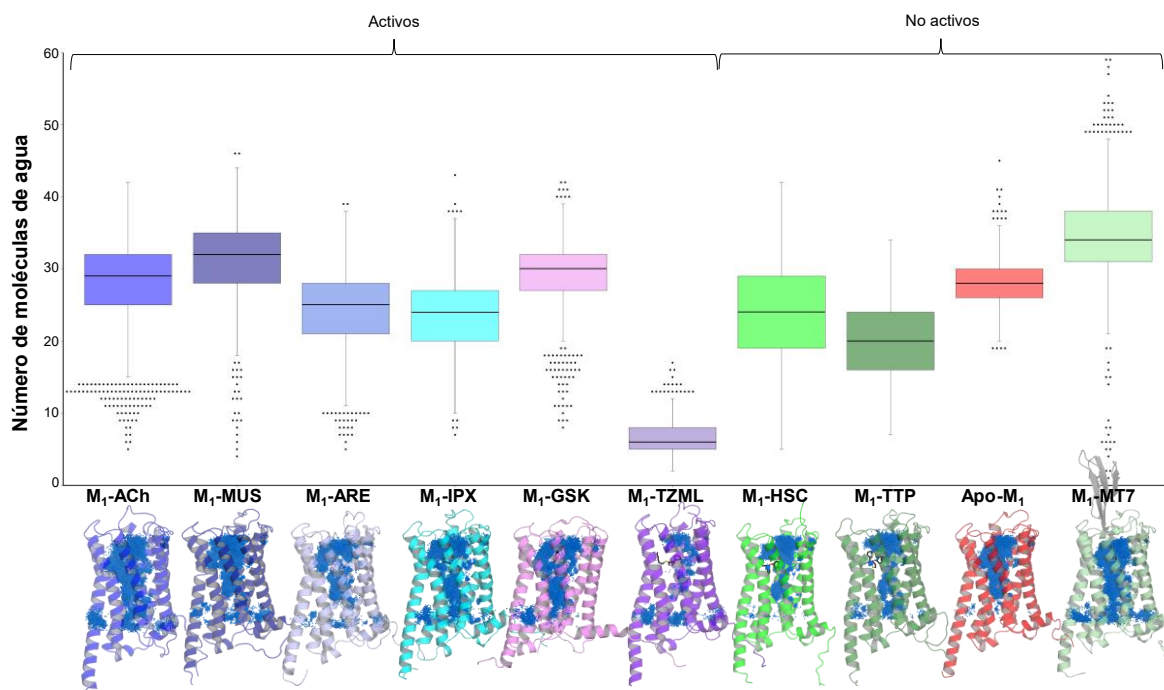 Activos
No activos
Número de moléculas de agua
60
50
40
30
20
10
0
M₁-ACh
M₁-MUS
M₁-ARE
M₁-IPX
M₁-GSK
M₁-TZML
M₁-HSC
M₁-TTP
Apo-M₁
M₁-MT7